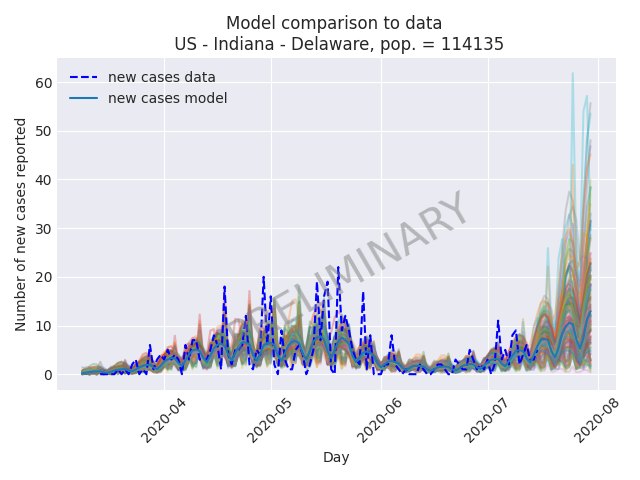 Model comparison to data
US - Indiana - Delaware, pop. = 114135
new cases data
new cases model
PRELIMINARY
Number of new cases reported
60
50
40
30
20
10
0
2020-04
2020-05
2020-06
2020-07
2020-08
Day